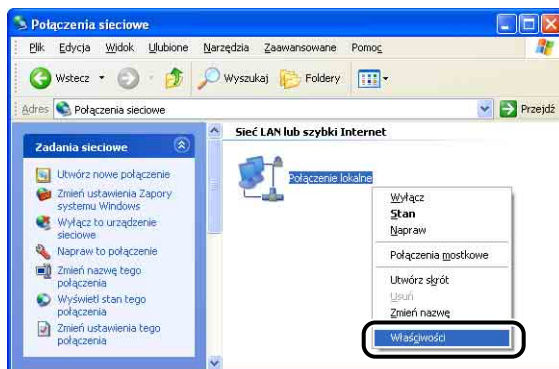 Połączenia sieciowe
Plik Edycja Widok Ulubione Narzędzia Zaawansowane Pomoc
Wstecz Wyszukaj Foldery
Adres Połączenia sieciowe Przejdź
Zadania sieciowe
Utwórz nowe połączenie
Zmień ustawienia Zapory
systemu Windows
Wyłącz to urządzenie
sieciowe
Napraw to połączenie
Zmień nazwę tego
połączenia
Wyświetl stan tego
połączenia
Zmień ustawienia tego
połączenia
Sieć LAN lub szybki Internet
Połączenie lokalne
Wyłącz
Stan
Napraw
Połączenia mostkowe
Utwórz skrót
Usuń
Zmień nazwę
Właściwości